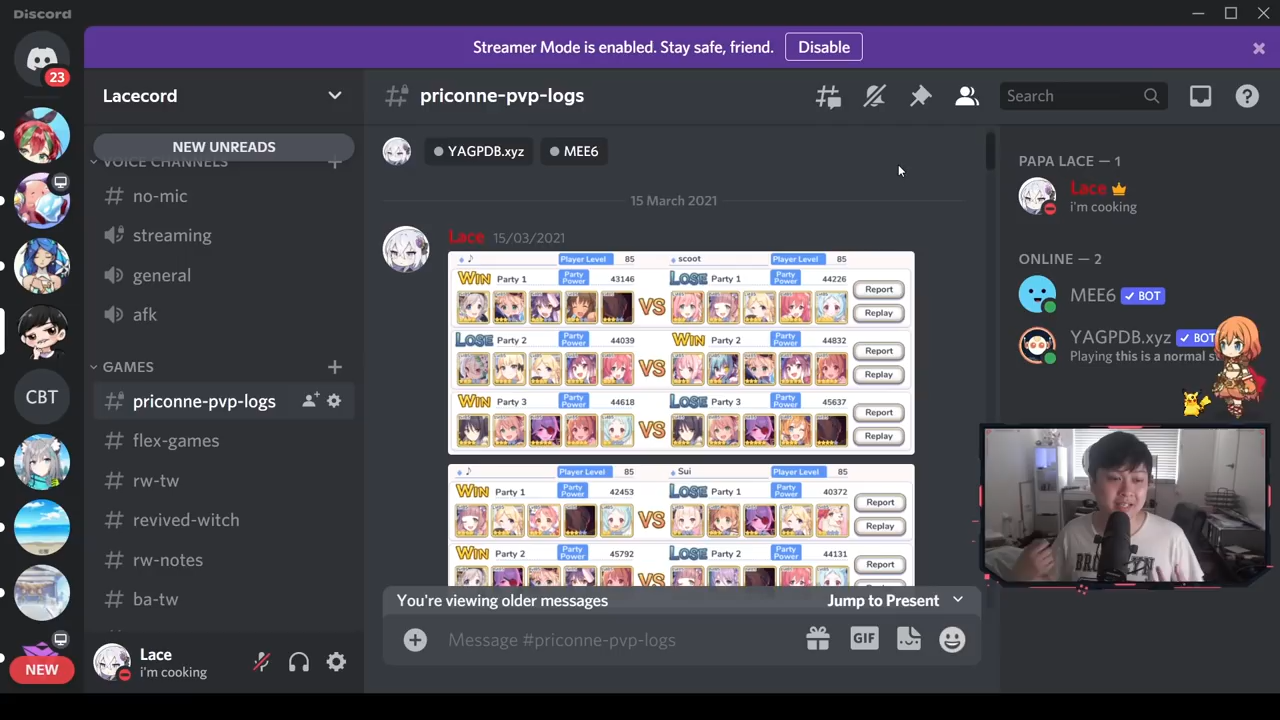 Discord
Streamer Mode is enabled. Stay safe, friend.
Disable
23
Lacecord
priconne-pvp-logs
Search
NEW UNREADS
VOICE CHANNELS
no-mic
streaming
general
afk
GAMES
priconne-pvp-logs
flex-games
rw-tw
revived-witch
rw-notes
ba-tw
CBT
NEW
Lace
i'm cooking
YAGPDB.xyz
MEE6
15 March 2021
Lace 15/03/2021
♪ Player Level 85 scoot Player Level 85
WIN Party 1 Party Power 43146 LOSE Party 1 Party Power 44226
VS
Report
Replay
LOSE Party 2 Party Power 44039 WIN Party 2 Party Power 44832
VS
Report
Replay
WIN Party 3 Party Power 44618 LOSE Party 3 Party Power 45637
VS
Report
Replay
♪ Player Level 85 Sui Player Level 85
WIN Party 1 Party Power 42453 LOSE Party 1 Party Power 40372
VS
Report
Replay
WIN Party 2 Party Power 45792 LOSE Party 2 Party Power 44131
VS
Report
You're viewing older messages
Jump to Present
Message #priconne-pvp-logs
GIF
PAPA LACE — 1
Lace
i'm cooking
ONLINE — 2
MEE6 BOT
YAGPDB.xyz BOT
Playing this is a normal